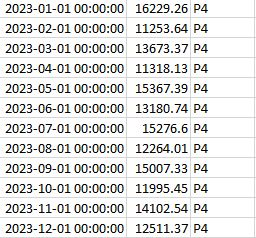 2023-01-01 00:00:00 16229.26 P4
2023-02-01 00:00:00 11253.64 P4
2023-03-01 00:00:00 13673.37 P4
2023-04-01 00:00:00 11318.13 P4
2023-05-01 00:00:00 15367.39 P4
2023-06-01 00:00:00 13180.74 P4
2023-07-01 00:00:00 15276.6 P4
2023-08-01 00:00:00 12264.01 P4
2023-09-01 00:00:00 15007.33 P4
2023-10-01 00:00:00 11995.45 P4
2023-11-01 00:00:00 14102.54 P4
2023-12-01 00:00:00 12511.37 P4